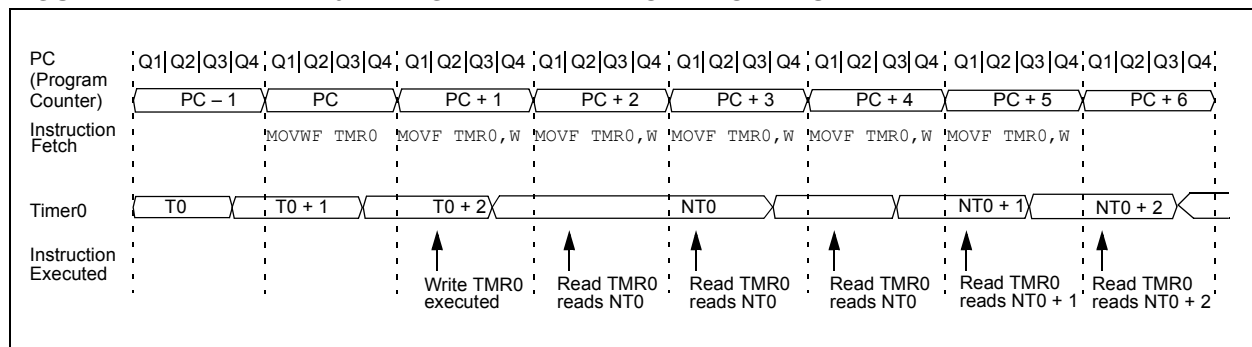 PC
(Program
Counter)
Q1|Q2|Q3|Q4 Q1|Q2|Q3|Q4 Q1|Q2|Q3|Q4 Q1|Q2|Q3|Q4 Q1|Q2|Q3|Q4 Q1|Q2|Q3|Q4 Q1|Q2|Q3|Q4 Q1|Q2|Q3|Q4
PC – 1 PC PC + 1 PC + 2 PC + 3 PC + 4 PC + 5 PC + 6
Instruction
Fetch
MOVWF TMR0 MOVF TMR0,W MOVF TMR0,W MOVF TMR0,W MOVF TMR0,W MOVF TMR0,W
Timer0
T0 T0 + 1 T0 + 2 NT0 NT0 + 1 NT0 + 2
Instruction
Executed
Write TMR0
executed
Read TMR0
reads NT0
Read TMR0
reads NT0
Read TMR0
reads NT0
Read TMR0
reads NT0 + 1
Read TMR0
reads NT0 + 2